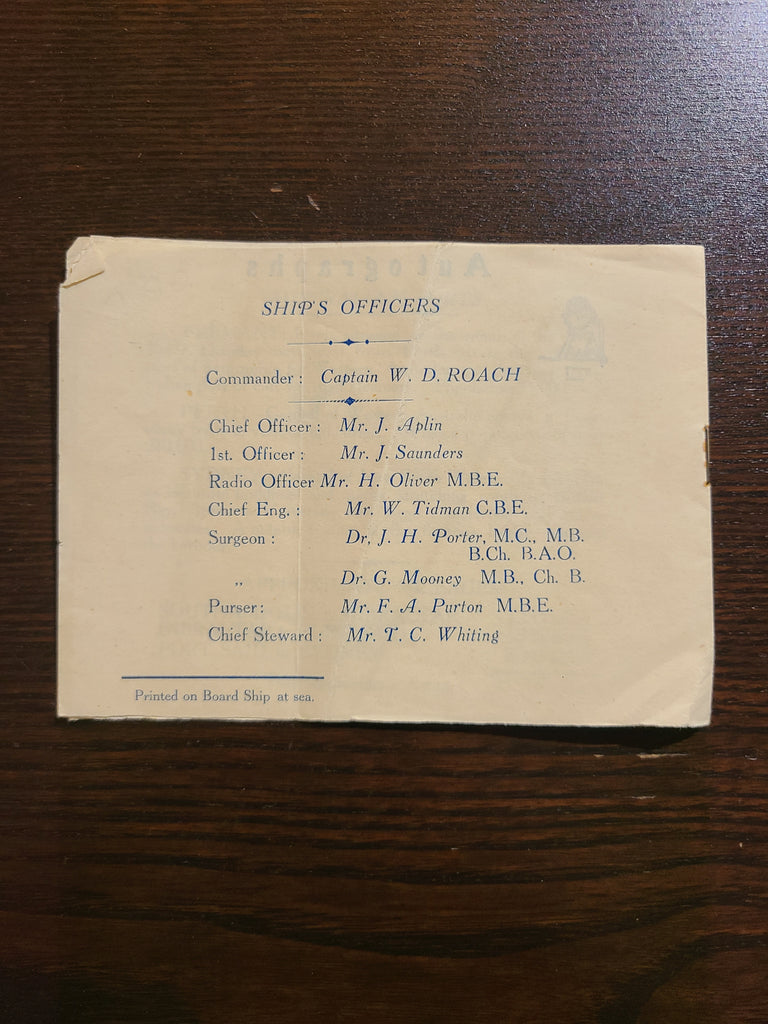 Autographs
SHIP'S OFFICERS
Commander: Captain W. D. ROACH
Chief Officer: Mr. J. Aplin
1st. Officer: Mr. J. Saunders
Radio Officer Mr. H. Oliver M.B.E.
Chief Eng.: Mr. W. Tidman C.B.E.
Surgeon: Dr, J. H. Porter, M.C., M.B.
B.Ch. B.A.O.
„ Dr. G. Mooney M.B., Ch. B.
Purser: Mr. F. A. Purton M.B.E.
Chief Steward: Mr. T. C. Whiting
Printed on Board Ship at sea.